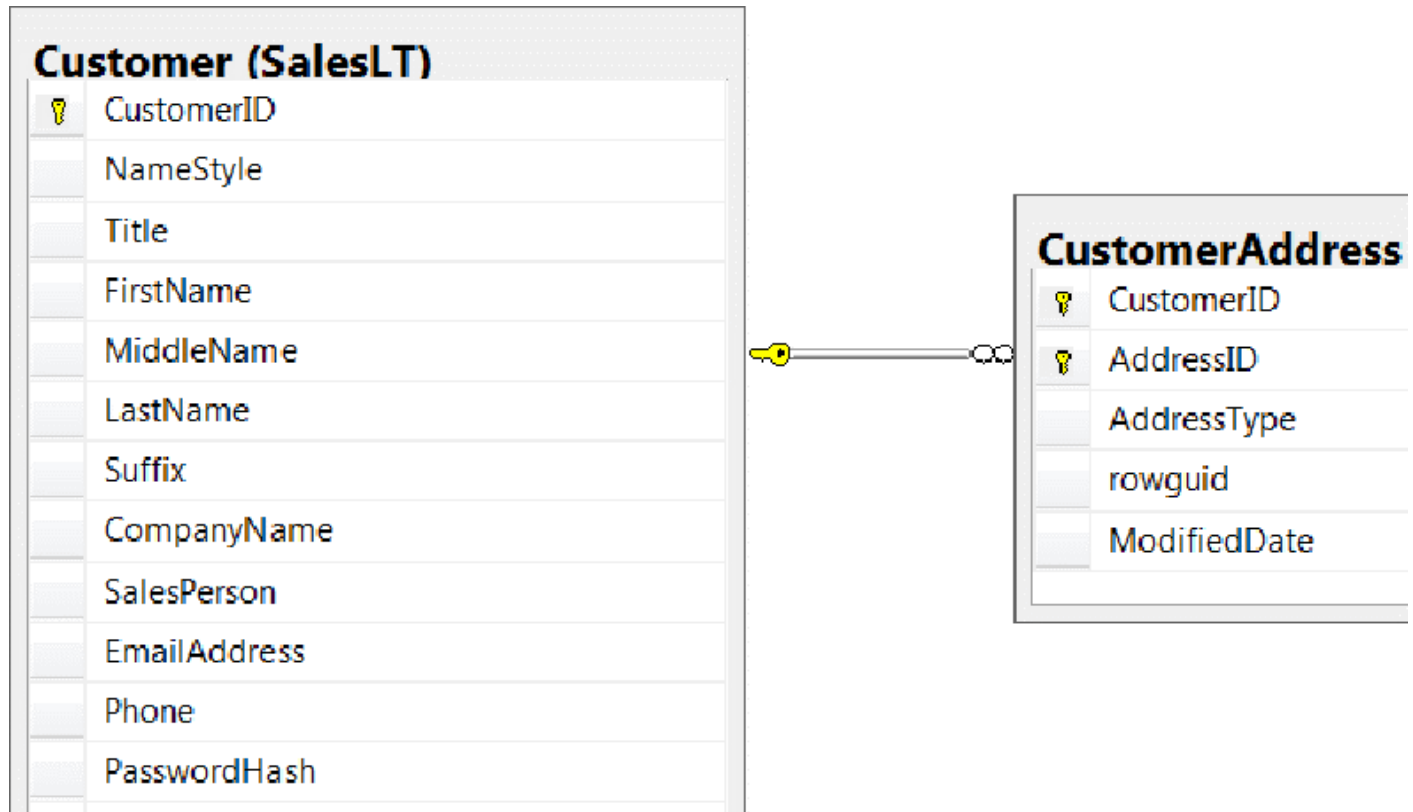 Customer (SalesLT)
CustomerID
NameStyle
Title
FirstName
MiddleName
LastName
Suffix
CompanyName
SalesPerson
EmailAddress
Phone
PasswordHash
CustomerAddress
CustomerID
AddressID
AddressType
rowguid
ModifiedDate